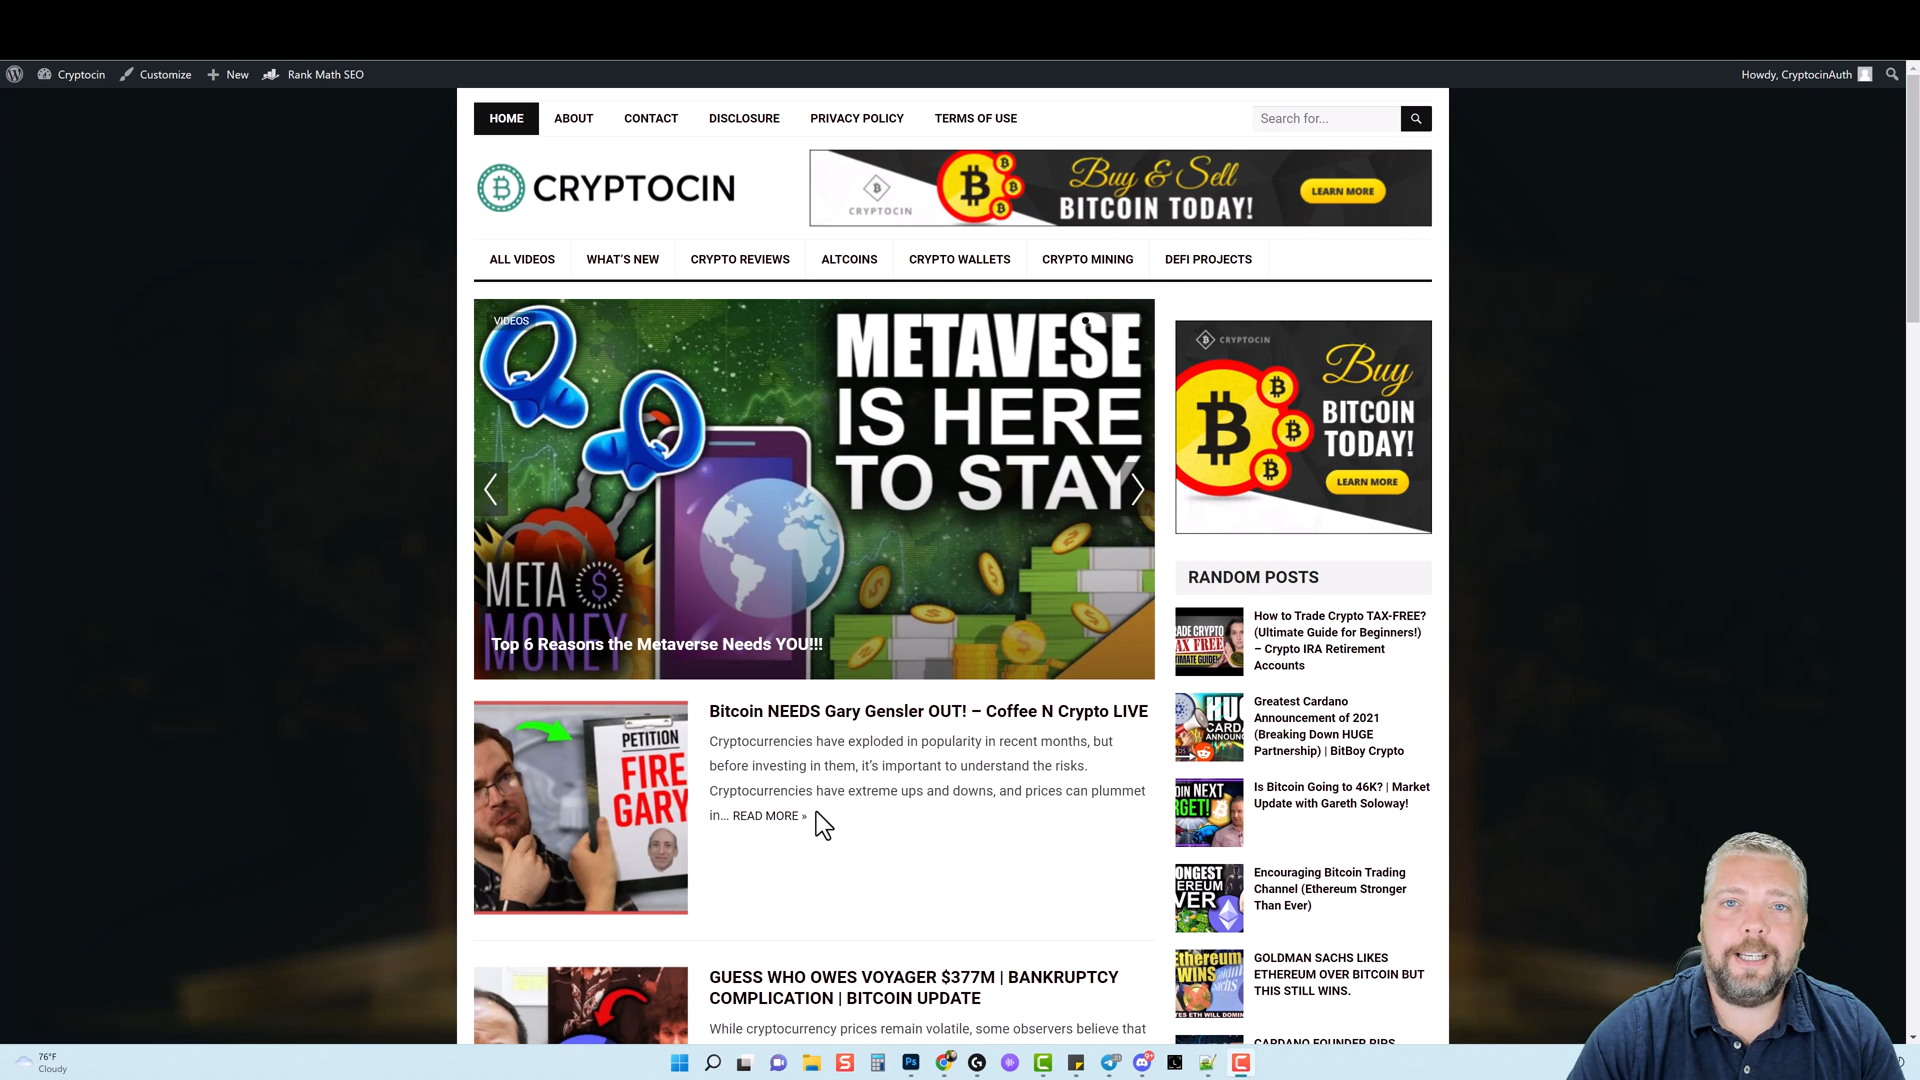 Cryptocin Customize New Rank Math SEO Howdy, CryptocinAuth
HOME ABOUT CONTACT DISCLOSURE PRIVACY POLICY TERMS OF USE Search for...
CRYPTOCIN
CRYPTOCIN
Buy & Sell
BITCOIN TODAY!
LEARN MORE
ALL VIDEOS WHAT'S NEW CRYPTO REVIEWS ALTCOINS CRYPTO WALLETS CRYPTO MINING DEFI PROJECTS
VIDEOS
METAVESE
IS HERE
TO STAY
META
MONEY
Top 6 Reasons the Metaverse Needs YOU!!!
PETITION
FIRE
GARY
Bitcoin NEEDS Gary Gensler OUT! – Coffee N Crypto LIVE
Cryptocurrencies have exploded in popularity in recent months, but
before investing in them, it's important to understand the risks.
Cryptocurrencies have extreme ups and downs, and prices can plummet
in... READ MORE »
GUESS WHO OWES VOYAGER $377M | BANKRUPTCY
COMPLICATION | BITCOIN UPDATE
While cryptocurrency prices remain volatile, some observers believe that
CRYPTOCIN
Buy
BITCOIN
TODAY!
LEARN MORE
RANDOM POSTS
How to Trade Crypto TAX-FREE?
(Ultimate Guide for Beginners!)
– Crypto IRA Retirement
Accounts
Greatest Cardano
Announcement of 2021
(Breaking Down HUGE
Partnership) | BitBoy Crypto
Is Bitcoin Going to 46K? | Market
Update with Gareth Soloway!
Encouraging Bitcoin Trading
Channel (Ethereum Stronger
Than Ever)
GOLDMAN SACHS LIKES
ETHEREUM OVER BITCOIN BUT
THIS STILL WINS.
CARDANO FOUNDER RIPS
76°F
Cloudy